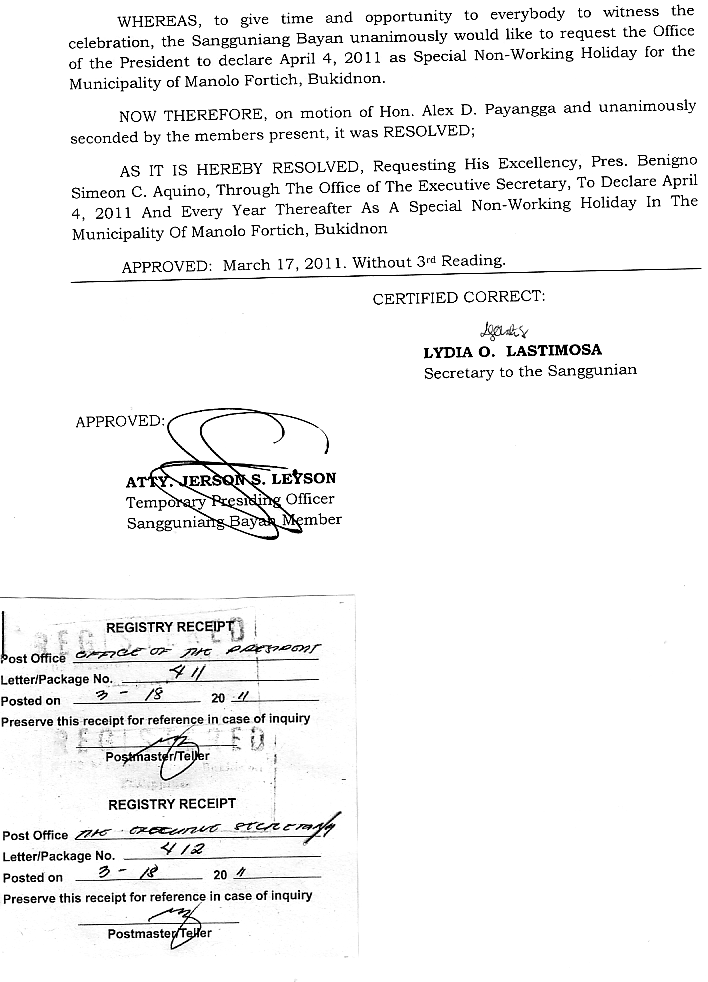 WHEREAS, to give time and opportunity to everybody to witness the
celebration, the Sangguniang Bayan unanimously would like to request the Office
of the President to declare April 4, 2011 as Special Non-Working Holiday for the
Municipality of Manolo Fortich, Bukidnon.
NOW THEREFORE, on motion of Hon. Alex D. Payangga and unanimously
seconded by the members present, it was RESOLVED;
AS IT IS HEREBY RESOLVED, Requesting His Excellency, Pres. Benigno
Simeon C. Aquino, Through The Office of The Executive Secretary, To Declare April
4, 2011 And Every Year Thereafter As A Special Non-Working Holiday In The
Municipality Of Manolo Fortich, Bukidnon
APPROVED: March 17, 2011. Without 3rd Reading.
CERTIFIED CORRECT:
LYDIA O. LASTIMOSA
Secretary to the Sanggunian
APPROVED:
ATTY. JERSON S. LEYSON
Temporary Presiding Officer
Sangguniang Bayan Member
REGISTERED
REGISTRY RECEIPT
Post Office OFFICE OF THE PRESIDENT
Letter/Package No. 411
Posted on 3 - 18 20 11
Preserve this receipt for reference in case of inquiry
REGISTERED
Postmaster/Teller
REGISTRY RECEIPT
Post Office THE EXECUTIVE SECRETARY
Letter/Package No. 412
Posted on 3 - 18 20 11
Preserve this receipt for reference in case of inquiry
Postmaster/Teller